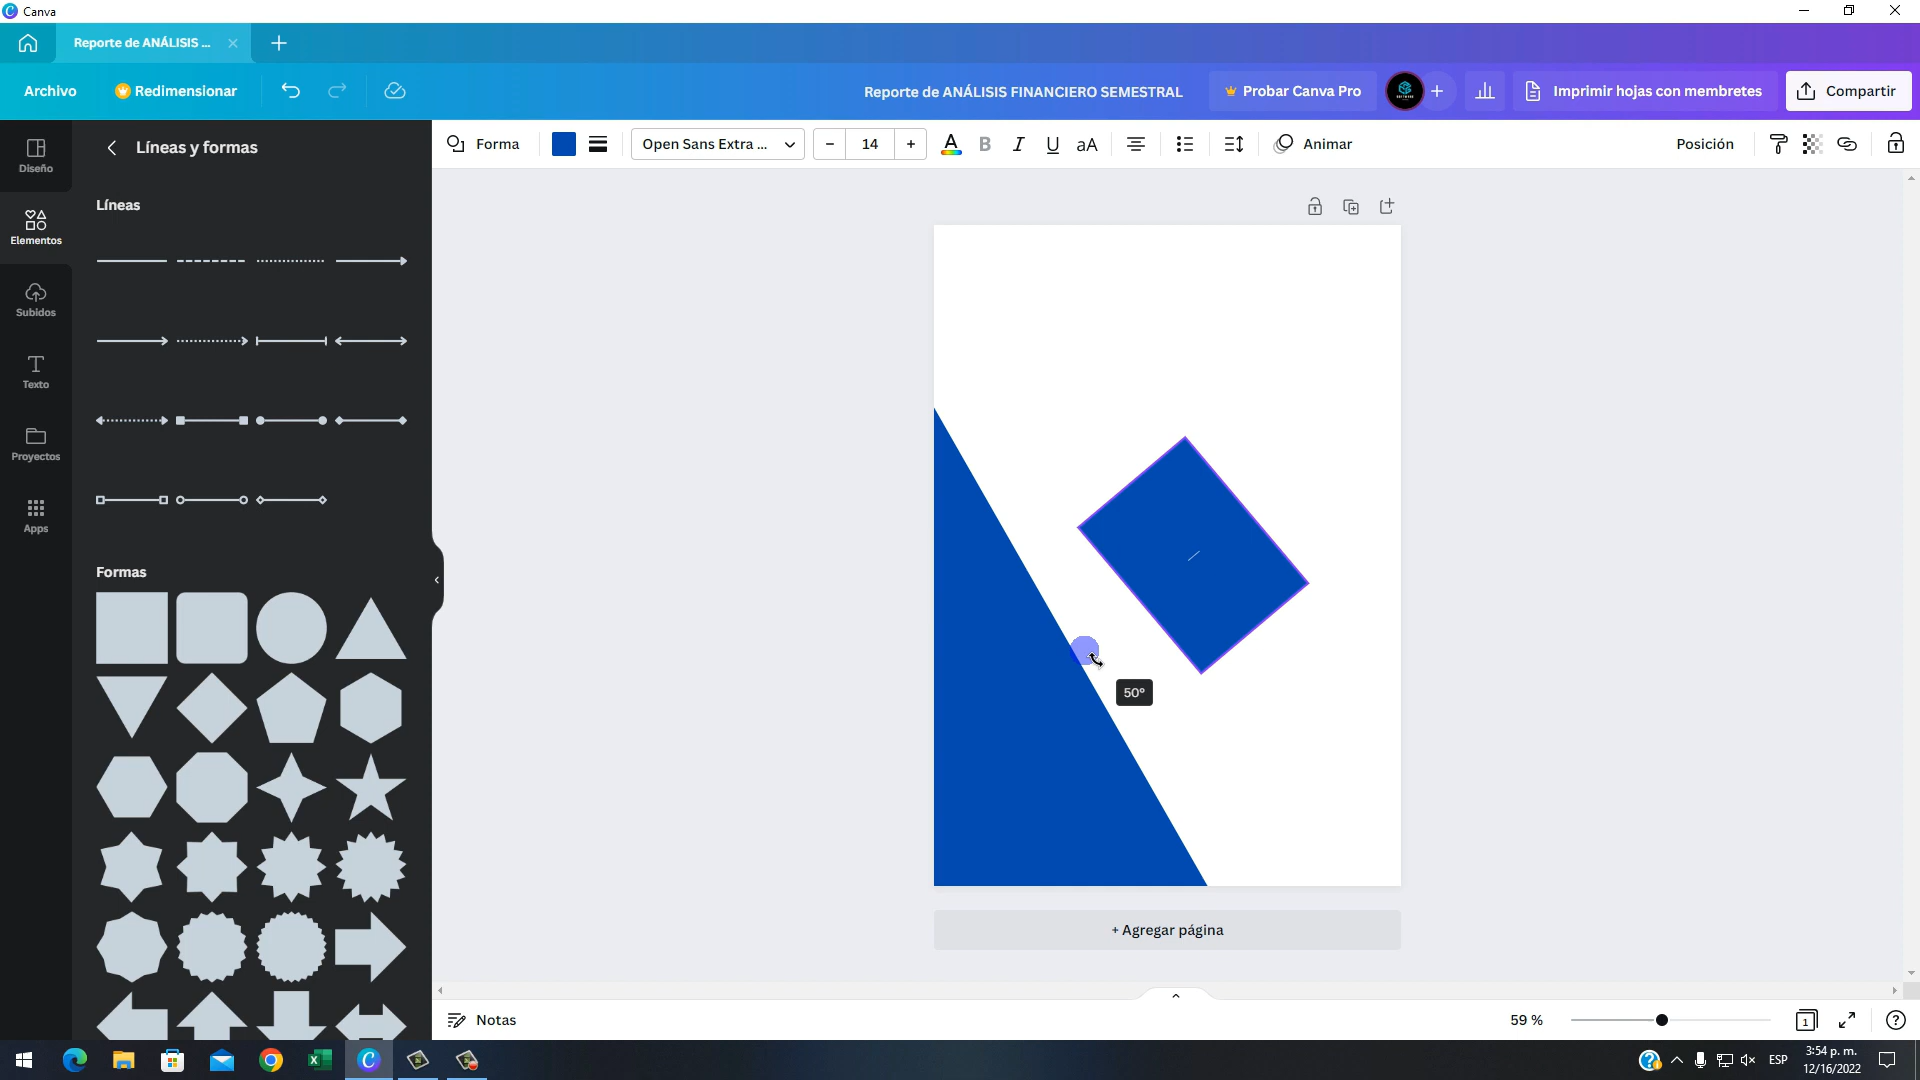 Canva
Reporte de ANÁLISIS ...
Archivo
Redimensionar
Reporte de ANÁLISIS FINANCIERO SEMESTRAL
Probar Canva Pro
Imprimir hojas con membretes
Compartir
Diseño
Elementos
Subidos
Texto
Proyectos
Apps
Líneas y formas
Líneas
Formas
Forma
Open Sans Extra ...
14
aA
Animar
Posición
50°
+ Agregar página
Notas
59 %
1
ESP
3:54 p. m.
12/16/2022